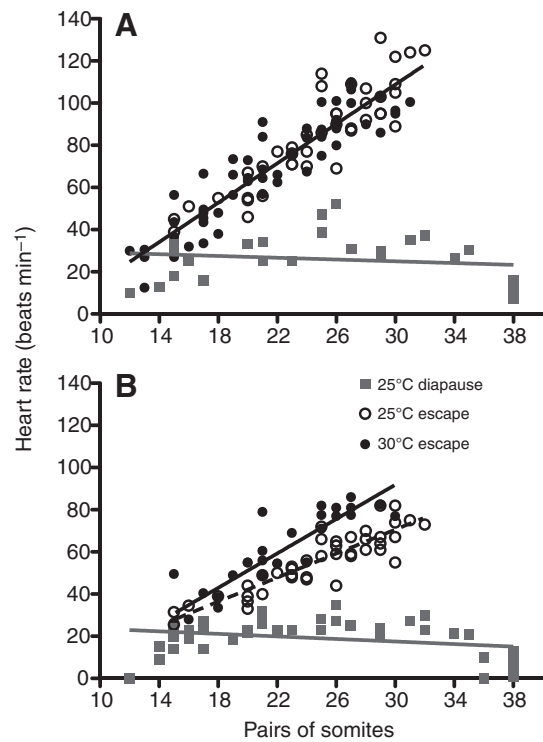 A
140
120
100
80
60
40
20
0
10 14 18 22 26 30 34 38
Heart rate (beats min⁻¹)
B
25°C diapause
25°C escape
30°C escape
140
120
100
80
60
40
20
0
10 14 18 22 26 30 34 38
Pairs of somites